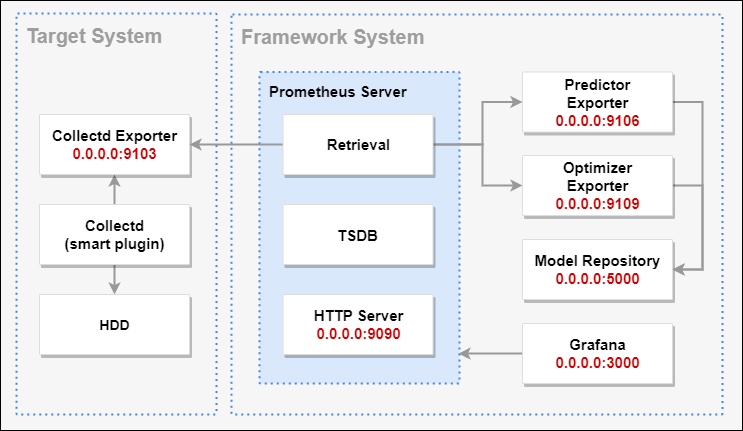 Target System
Collectd Exporter
0.0.0.0:9103
Collectd
(smart plugin)
HDD
Framework System
Prometheus Server
Retrieval
TSDB
HTTP Server
0.0.0.0:9090
Predictor
Exporter
0.0.0.0:9106
Optimizer
Exporter
0.0.0.0:9109
Model Repository
0.0.0.0:5000
Grafana
0.0.0.0:3000